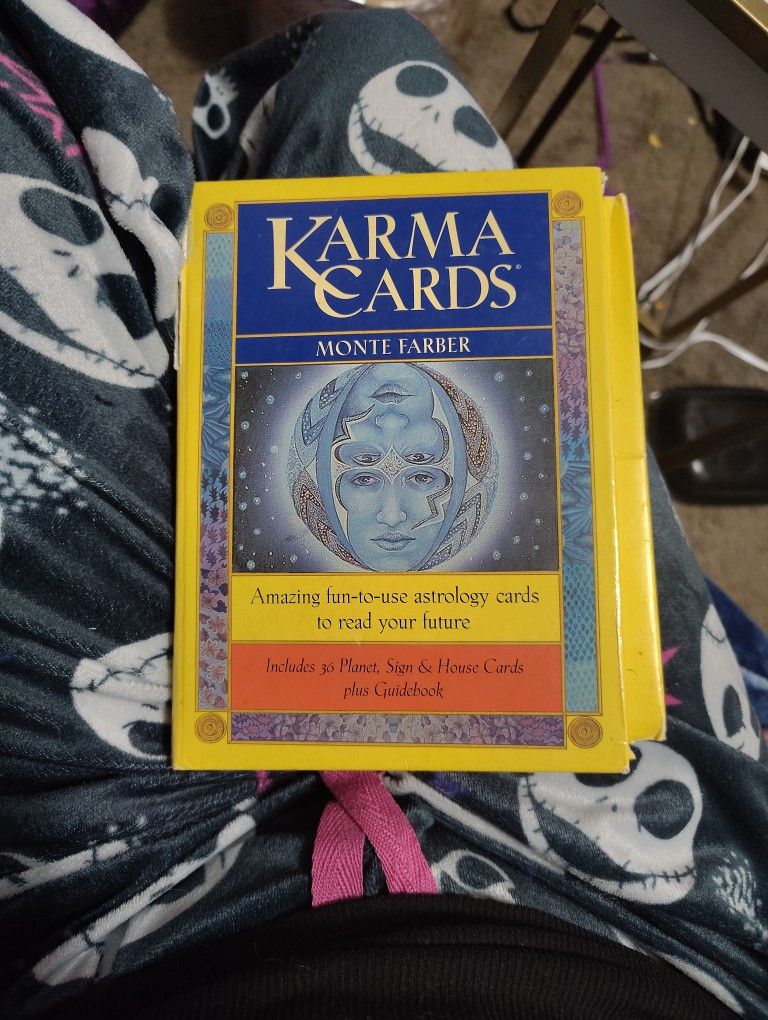 KARMA
CARDS®
MONTE FARBER
Amazing fun-to-use astrology cards
to read your future
Includes 36 Planet, Sign & House Cards
plus Guidebook